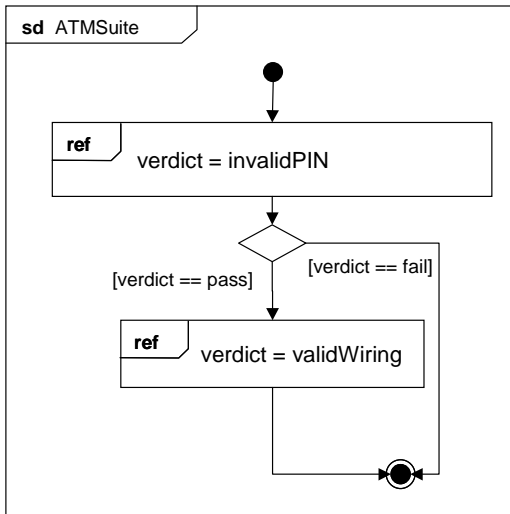 sd ATMSuite
ref
verdict = invalidPIN
[verdict == fail]
[verdict == pass]
ref
verdict = validWiring